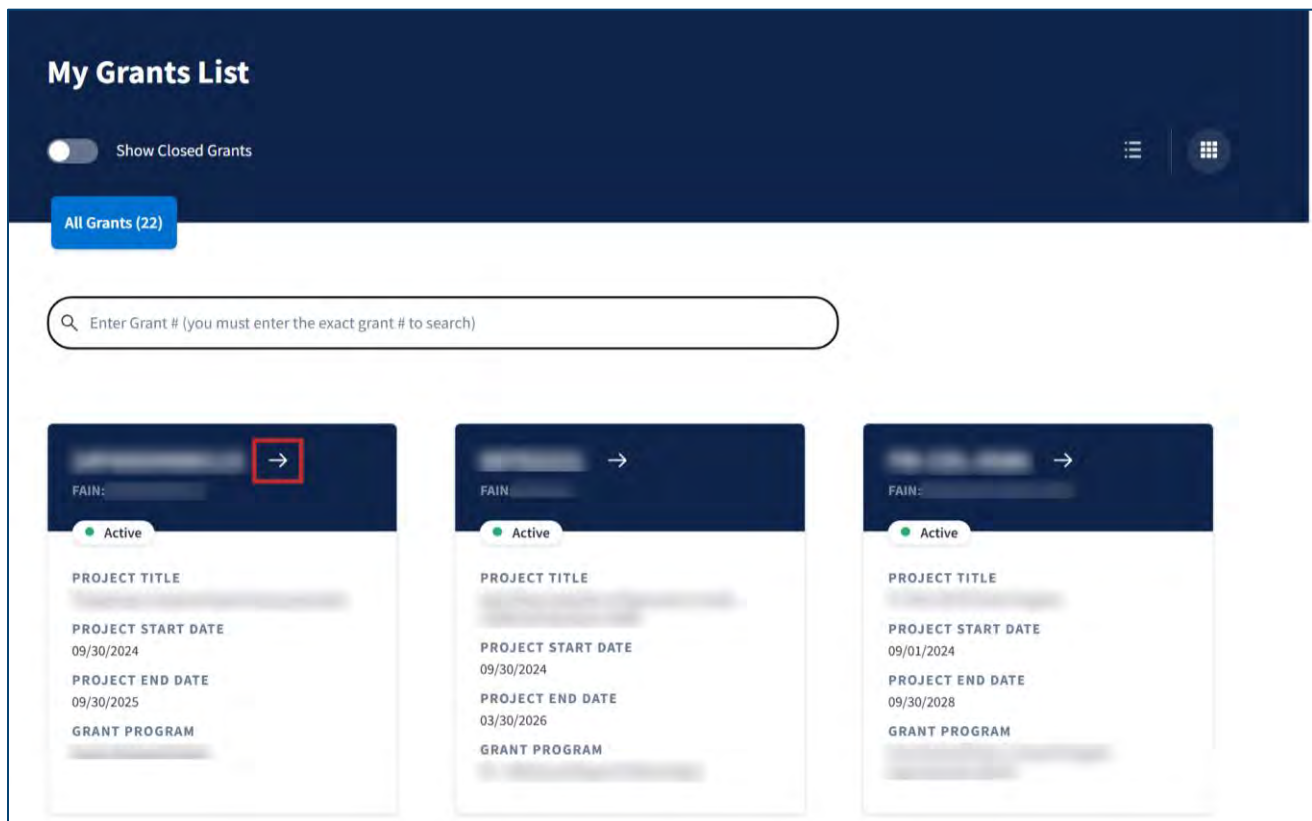 My Grants List
Show Closed Grants
All Grants (22)
Enter Grant # (you must enter the exact grant # to search)
FAIN:
Active
PROJECT TITLE
PROJECT START DATE
09/30/2024
PROJECT END DATE
09/30/2025
GRANT PROGRAM
FAIN
Active
PROJECT TITLE
PROJECT START DATE
09/30/2024
PROJECT END DATE
03/30/2026
GRANT PROGRAM
FAIN:
Active
PROJECT TITLE
PROJECT START DATE
09/01/2024
PROJECT END DATE
09/30/2028
GRANT PROGRAM